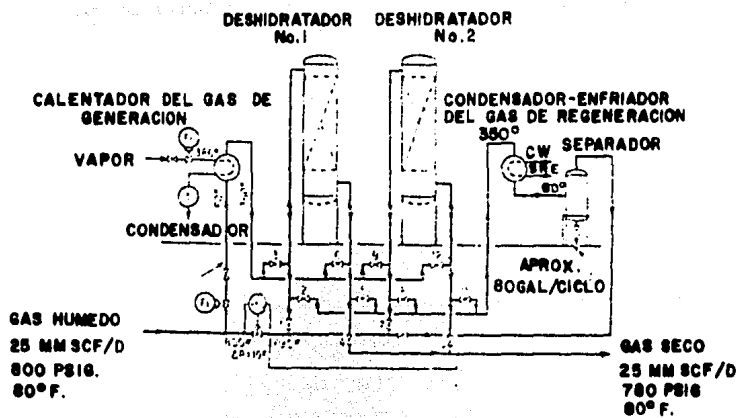 DESHIDRATADOR
No.1
DESHIDRATADOR
No.2
CALENTADOR DEL GAS DE
GENERACION
CONDENSADOR-ENFRIADOR
DEL GAS DE REGENERACION
350°
SEPARADOR
VAPOR
CW
CONDENSADOR
APROX.
80GAL/CICLO
GAS HUMEDO
25 MM SCF/D
800 PSIG.
80° F.
GAS SECO
25 MM SCF/D
780 PSIG
80° F.